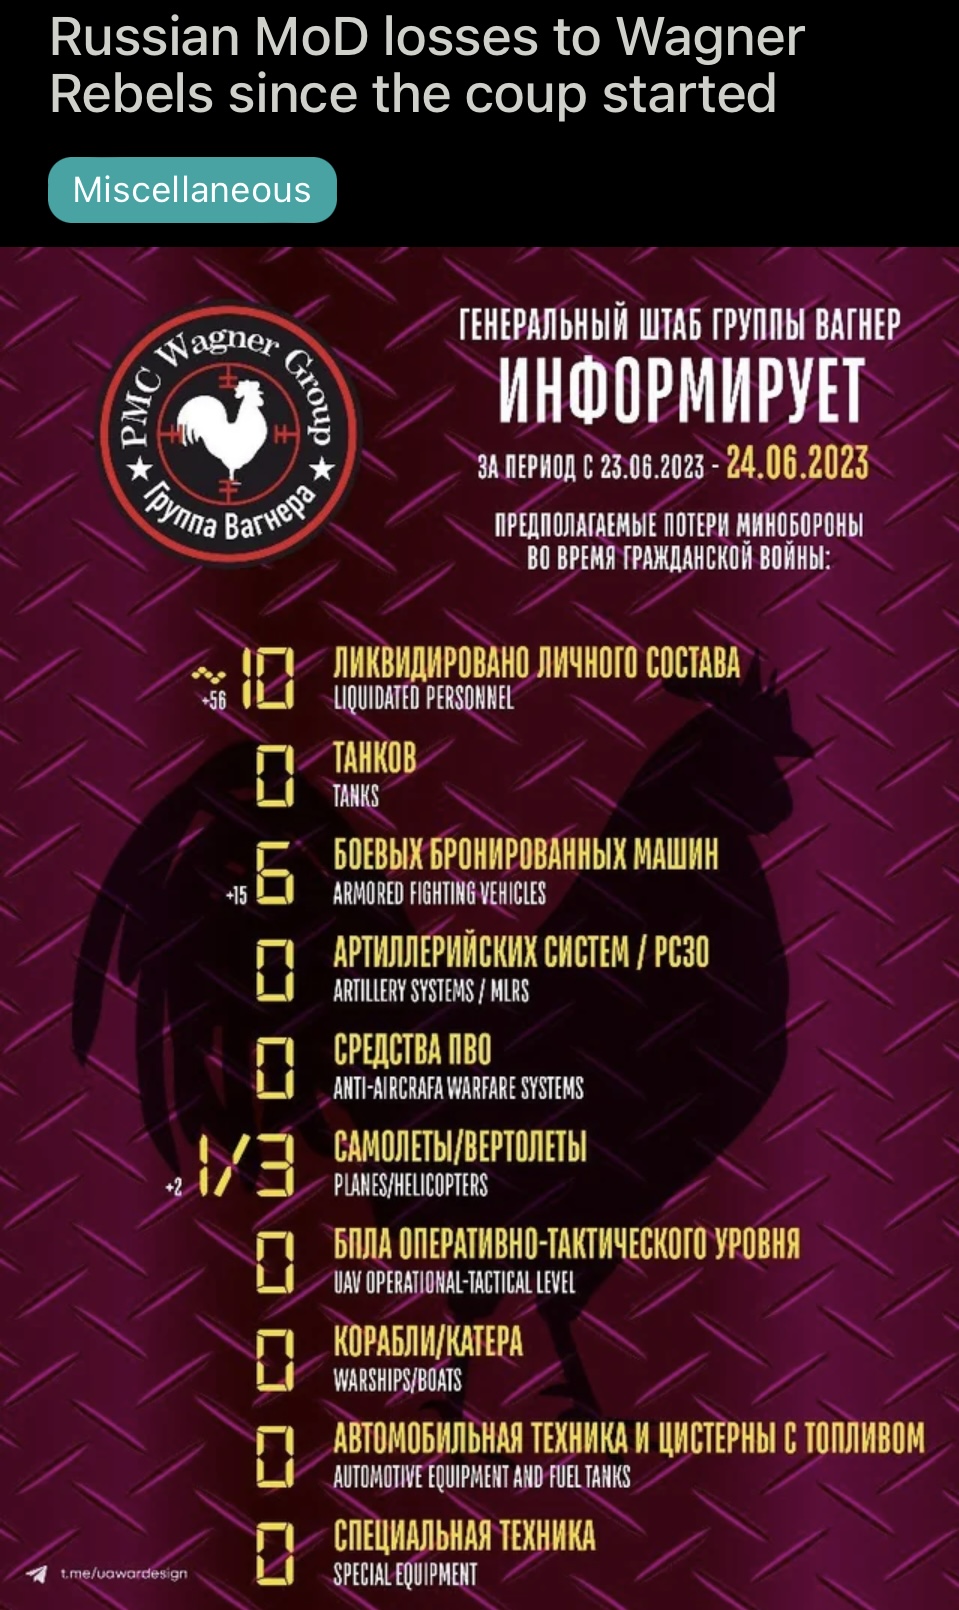 Russian MoD losses to Wagner
Rebels since the coup started
Miscellaneous
PMC Wagner Group
Группа Вагнера
ГЕНЕРАЛЬНЫЙ ШТАБ ГРУППЫ ВАГНЕР
ИНФОРМИРУЕТ
ЗА ПЕРИОД С 23.06.2023 - 24.06.2023
ПРЕДПОЛАГАЕМЫЕ ПОТЕРИ МИНОБОРОНЫ
ВО ВРЕМЯ ГРАЖДАНСКОЙ ВОЙНЫ:
+56 ~10 ЛИКВИДИРОВАНО ЛИЧНОГО СОСТАВА
LIQUIDATED PERSONNEL
0 ТАНКОВ
TANKS
+15 6 БОЕВЫХ БРОНИРОВАННЫХ МАШИН
ARMORED FIGHTING VEHICLES
0 АРТИЛЛЕРИЙСКИХ СИСТЕМ / РСЗО
ARTILLERY SYSTEMS / MLRS
0 СРЕДСТВА ПВО
ANTI-AIRCRAFA WARFARE SYSTEMS
+2 1/3 САМОЛЕТЫ/ВЕРТОЛЕТЫ
PLANES/HELICOPTERS
0 БПЛА ОПЕРАТИВНО-ТАКТИЧЕСКОГО УРОВНЯ
UAV OPERATIONAL-TACTICAL LEVEL
0 КОРАБЛИ/КАТЕРА
WARSHIPS/BOATS
0 АВТОМОБИЛЬНАЯ ТЕХНИКА И ЦИСТЕРНЫ С ТОПЛИВОМ
AUTOMOTIVE EQUIPMENT AND FUEL TANKS
0 СПЕЦИАЛЬНАЯ ТЕХНИКА
SPECIAL EQUIPMENT
t.me/uawardesign